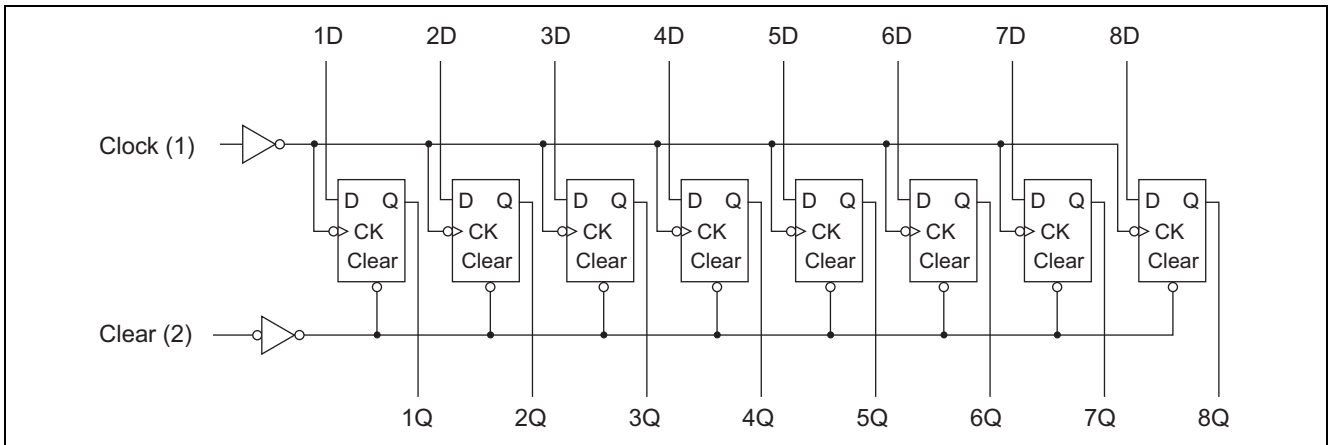 1D 2D 3D 4D 5D 6D 7D 8D
Clock (1)
D Q D Q D Q D Q D Q D Q D Q D Q
CK CK CK CK CK CK CK CK
Clear Clear Clear Clear Clear Clear Clear Clear
Clear (2)
1Q 2Q 3Q 4Q 5Q 6Q 7Q 8Q